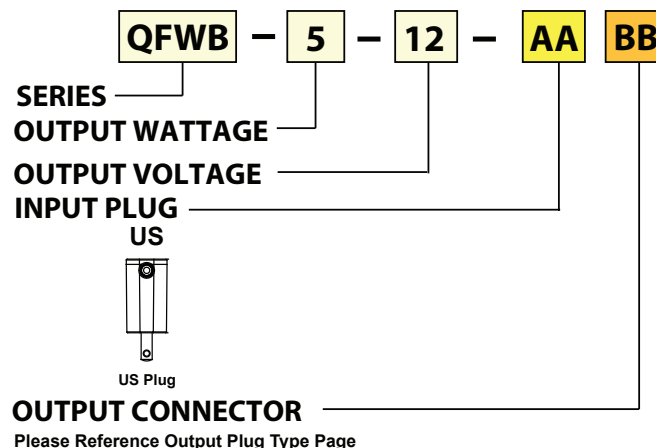 QFWB – 5 – 12 – AA BB
SERIES
OUTPUT WATTAGE
OUTPUT VOLTAGE
INPUT PLUG
US
US Plug
OUTPUT CONNECTOR
Please Reference Output Plug Type Page